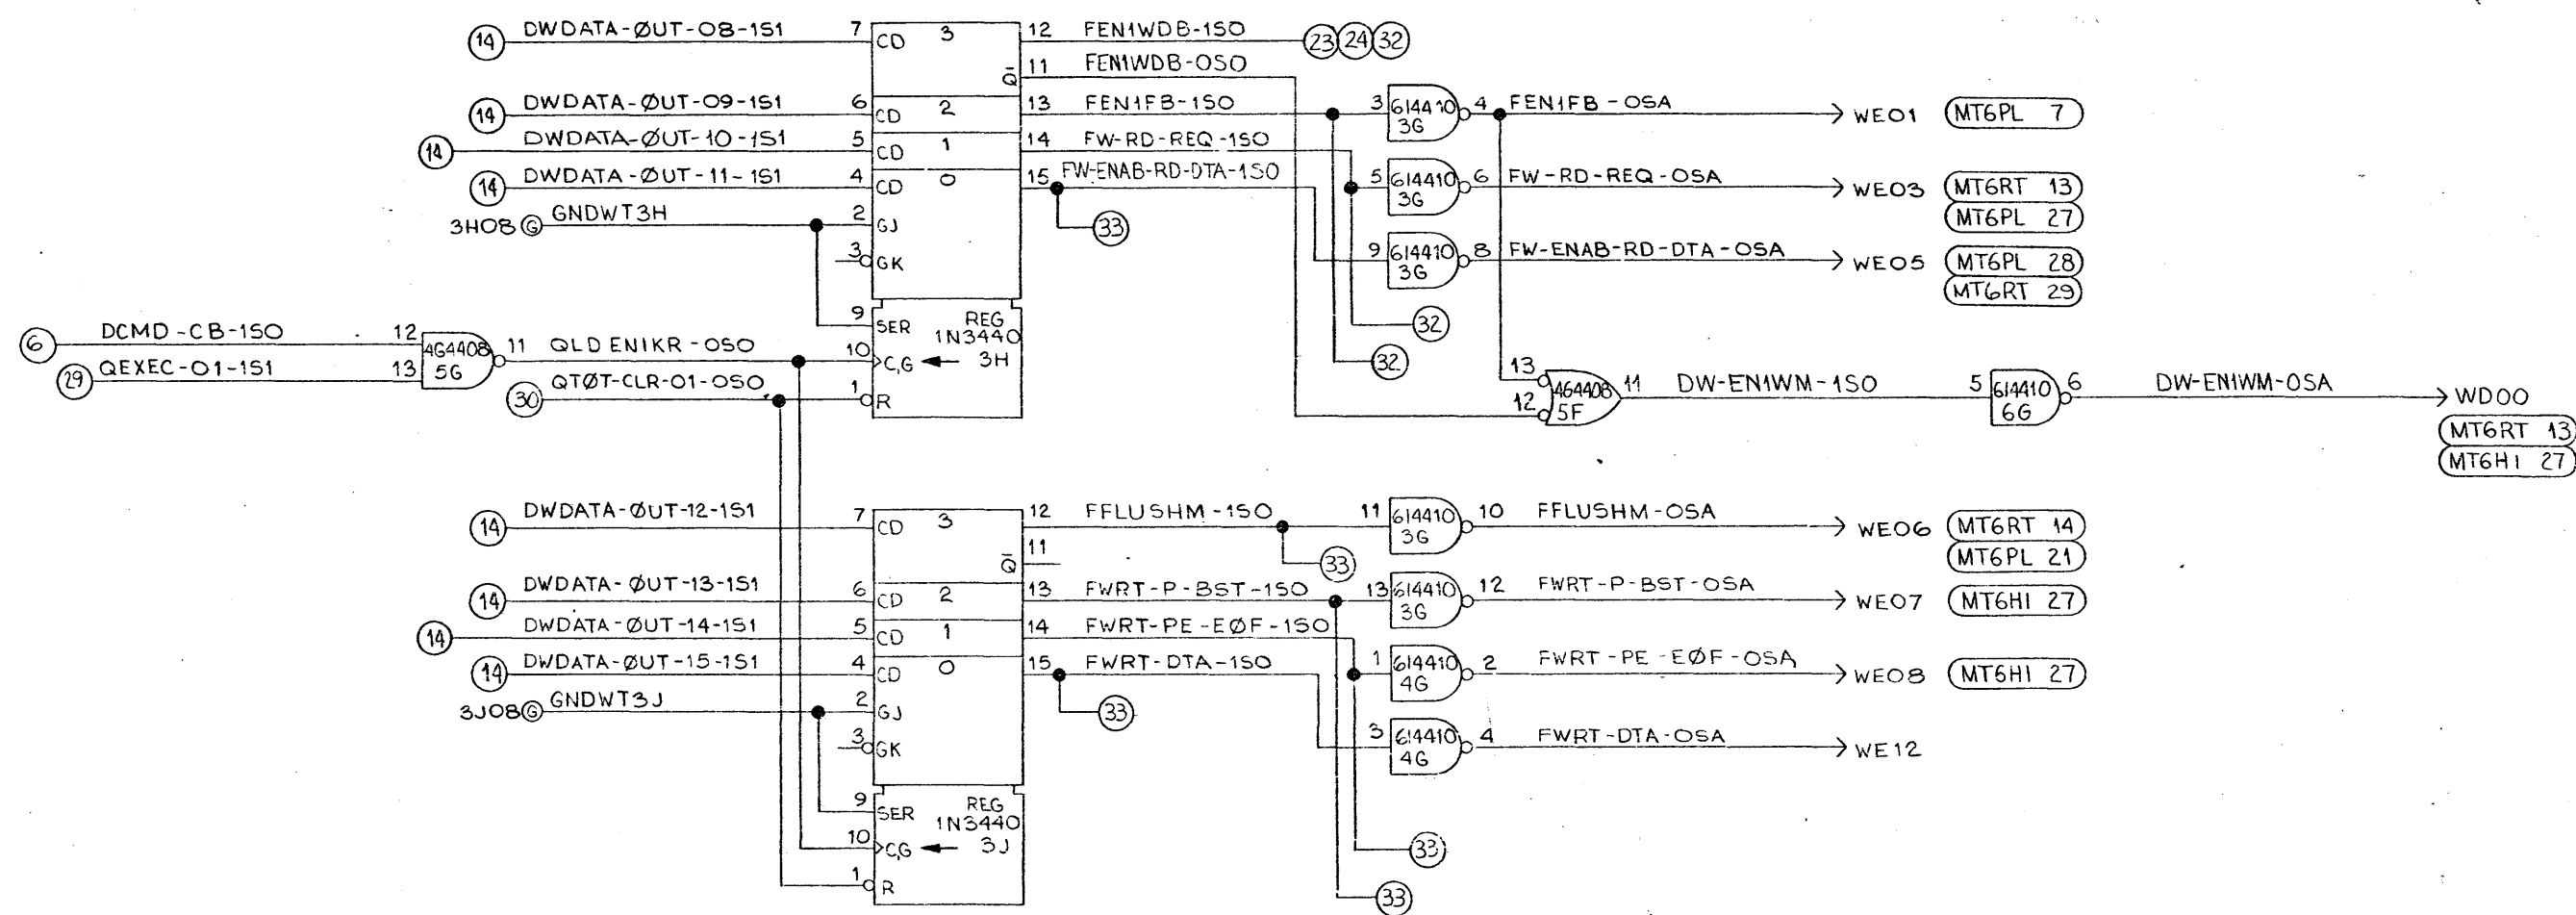 14 DWDATA-ØUT-08-1S1 7 CD 3 12 FEN1WDB-1SO 23 24 32
Q̄ 11 FEN1WDB-OSO
14 DWDATA-ØUT-09-1S1 6 CD 2 13 FEN1FB-1SO 3 614410 3G 4 FEN1FB-OSA WE01 MT6PL 7
14 DWDATA-ØUT-10-1S1 5 CD 1 14 FW-RD-REQ-1SO
14 DWDATA-ØUT-11-1S1 4 CD 0 15 FW-ENAB-RD-DTA-1SO 5 614410 3G 6 FW-RD-REQ-OSA WE03 MT6RT 13
MT6PL 27
3H08 G GNDWT3H 2 GJ 33
3 GK 9 614410 3G 8 FW-ENAB-RD-DTA-OSA WE05 MT6PL 28
MT6RT 29
9 SER REG 1N3440 3H 32
6 DCMD-CB-1SO 12 4G4408 5G 11 QLDEN1KR-OSO 10 C,G 32
29 QEXEC-01-1S1 13
30 QTØT-CLR-01-OSO 1 R
13 464408 5F 11 DW-EN1WM-1SO 5 614410 6G 6 DW-EN1WM-OSA WD00
12
MT6RT 13
MT6HI 27
14 DWDATA-ØUT-12-1S1 7 CD 3 12 FFLUSHM-1SO 11 614410 3G 10 FFLUSHM-OSA WE06 MT6RT 14
Q̄ 11 33 MT6PL 21
14 DWDATA-ØUT-13-1S1 6 CD 2 13 FWRT-P-BST-1SO 13 614410 3G 12 FWRT-P-BST-OSA WE07 MT6HI 27
14 DWDATA-ØUT-14-1S1 5 CD 1 14 FWRT-PE-EØF-1SO
14 DWDATA-ØUT-15-1S1 4 CD 0 15 FWRT-DTA-1SO 1 614410 4G 2 FWRT-PE-EØF-OSA WE08 MT6HI 27
3J08 G GNDWT3J 2 GJ 33
3 GK 3 614410 4G 4 FWRT-DTA-OSA WE12
9 SER REG 1N3440 3J
10 C,G 33
1 R 33